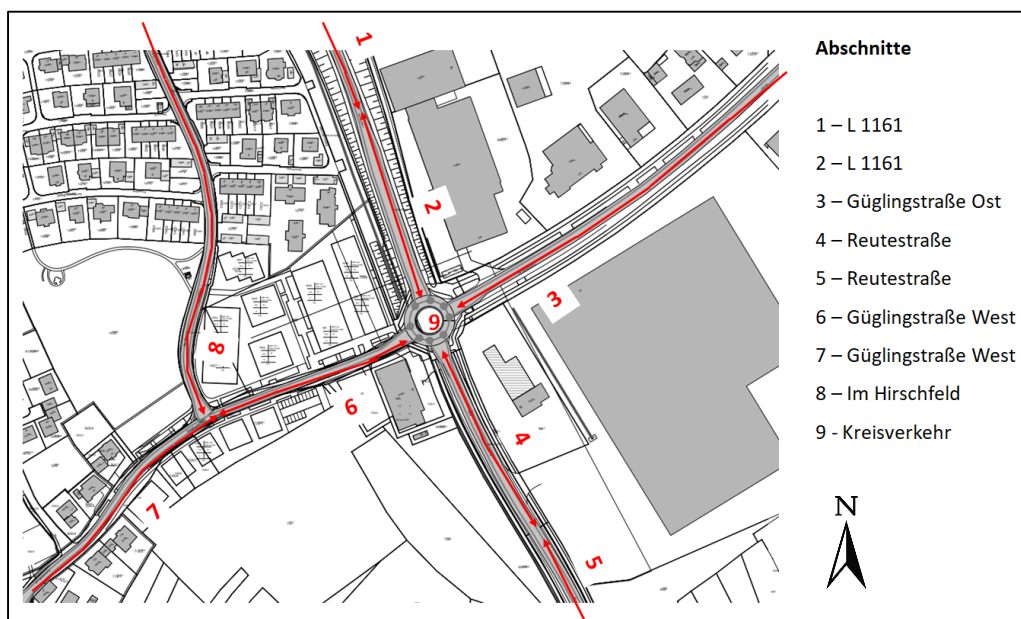 Abschnitte
1 – L 1161
2 – L 1161
3 – Güglingstraße Ost
4 – Reutestraße
5 – Reutestraße
6 – Güglingstraße West
7 – Güglingstraße West
8 – Im Hirschfeld
9 - Kreisverkehr
N
1
2
3
9
8
6
4
7
5